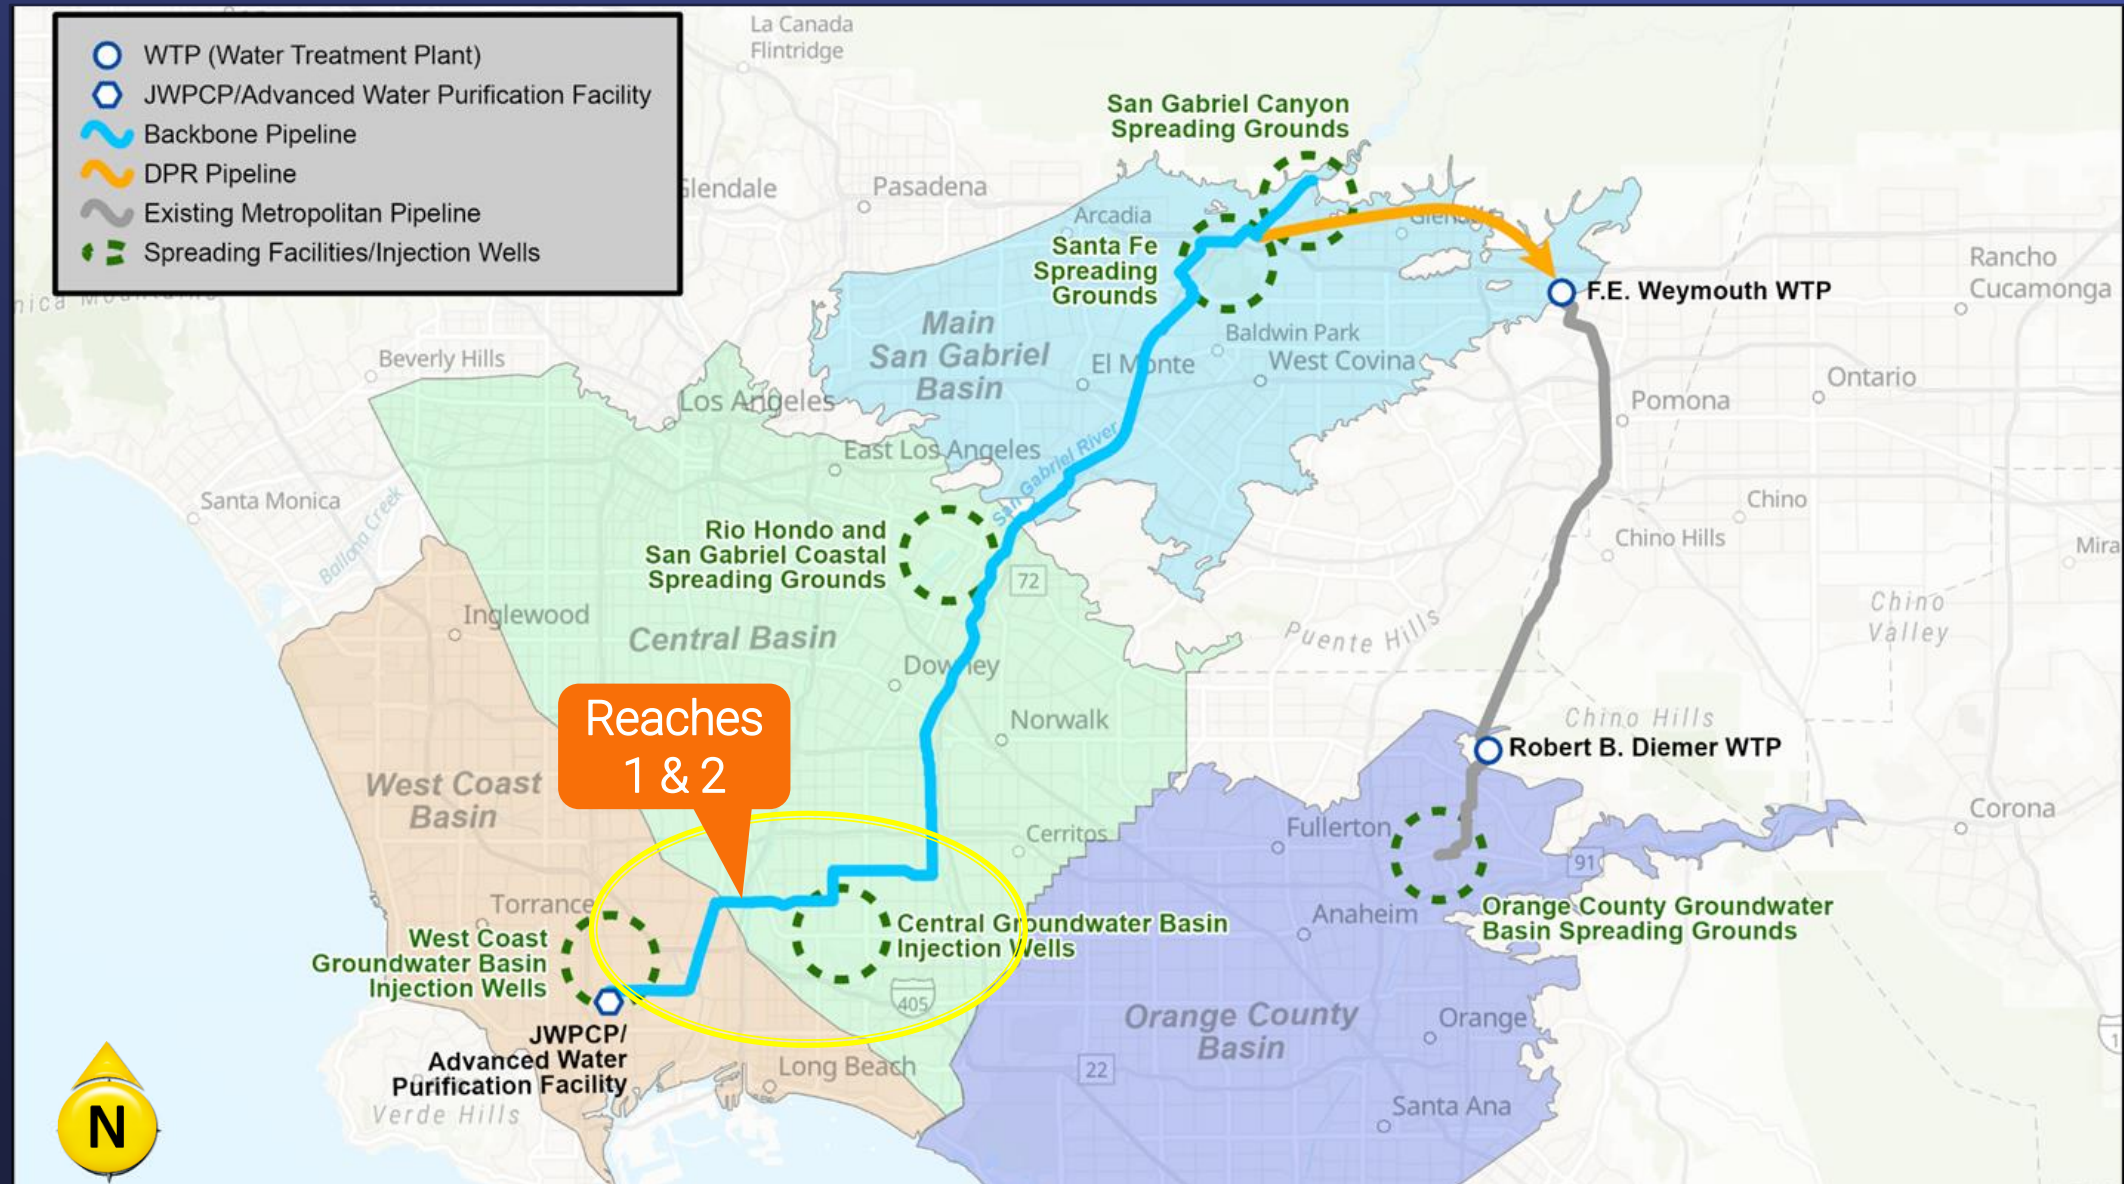 WTP (Water Treatment Plant)
JWPCP/Advanced Water Purification Facility
Backbone Pipeline
DPR Pipeline
Existing Metropolitan Pipeline
Spreading Facilities/Injection Wells
La Canada
Flintridge
San Gabriel Canyon
Spreading Grounds
Glendale
Pasadena
Arcadia
Santa Fe
Spreading
Grounds
F.E. Weymouth WTP
Rancho
Cucamonga
Main
San Gabriel
Basin
Baldwin Park
El Monte
West Covina
Beverly Hills
Los Angeles
Ontario
Pomona
East Los Angeles
San Gabriel River
Santa Monica
Ballona Creek
Chino
Chino Hills
Mira
Rio Hondo and
San Gabriel Coastal
Spreading Grounds
72
Inglewood
Central Basin
Puente Hills
Chino
Valley
Downey
Norwalk
Chino Hills
Reaches
1 & 2
Robert B. Diemer WTP
West Coast
Basin
Cerritos
Fullerton
91
Corona
Torrance
West Coast
Groundwater Basin
Injection Wells
Central Groundwater Basin
Injection Wells
Anaheim
Orange County Groundwater
Basin Spreading Grounds
405
JWPCP/
Advanced Water
Purification Facility
Orange County
Basin
Orange
Long Beach
22
Verde Hills
Santa Ana
N